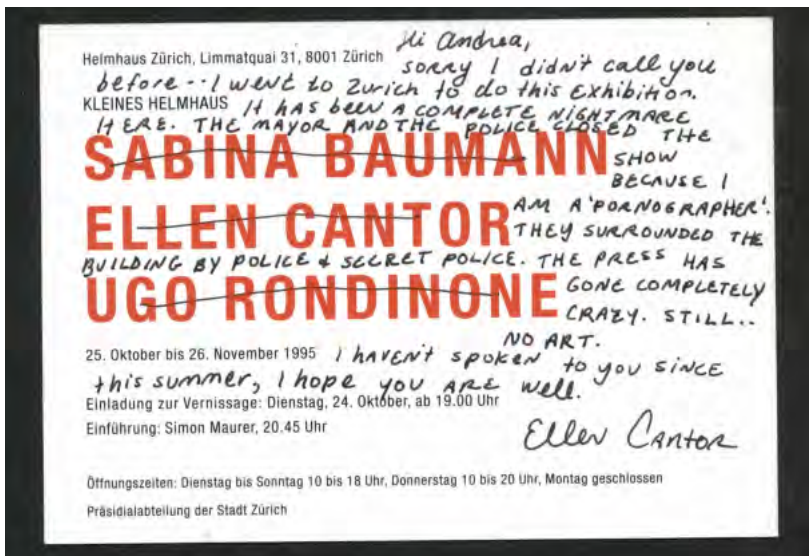 Hi Andrea,
Helmhaus Zürich, Limmatquai 31, 8001 Zürich
sorry I didn't call you
before.. I went to Zurich to do this exhibition.
KLEINES HELMHAUS
It HAS BEEN A COMPLETE NIGHTMARE
HERE. THE MAYOR AND THE POLICE CLOSED THE
SABINA BAUMANN
SHOW
BECAUSE I
ELLEN CANTOR
AM A 'PORNOGRAPHER'.
THEY SURROUNDED THE
BUILDING BY POLICE & SECRET POLICE. THE PRESS HAS
UGO RONDINONE
GONE COMPLETELY
CRAZY. STILL..
NO ART.
25. Oktober bis 26. November 1995
I HAVEN'T SPOKEN to you SINCE
this summer, I hope you ARE well.
Einladung zur Vernissage: Dienstag, 24. Oktober, ab 19.00 Uhr
Einführung: Simon Maurer, 20.45 Uhr
Ellen Cantor
Öffnungszeiten: Dienstag bis Sonntag 10 bis 18 Uhr, Donnerstag 10 bis 20 Uhr, Montag geschlossen
Präsidialabteilung der Stadt Zürich